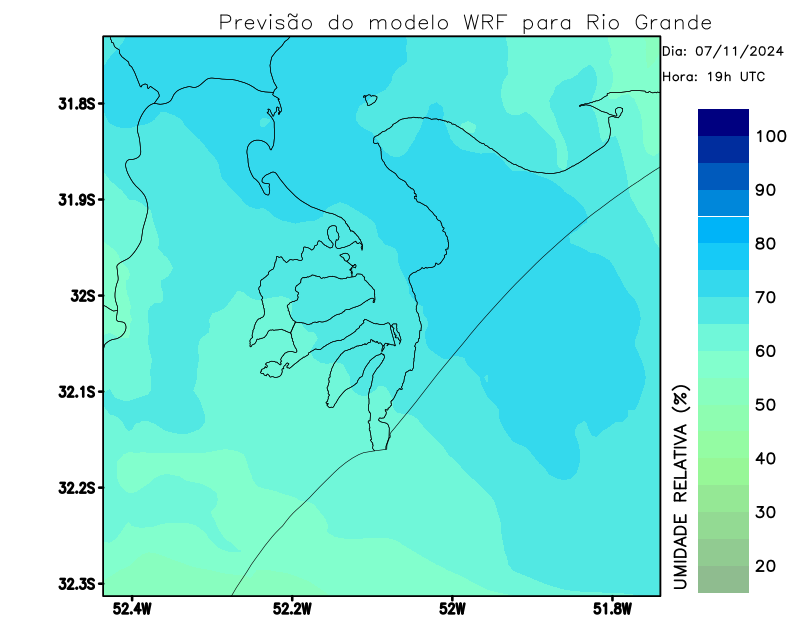 Previsão do modelo WRF para Rio Grande
Dia: 07/11/2024
Hora: 19h UTC
31.8S
31.9S
32S
32.1S
32.2S
32.3S
52.4W
52.2W
52W
51.8W
UMIDADE RELATIVA (%)
100
90
80
70
60
50
40
30
20